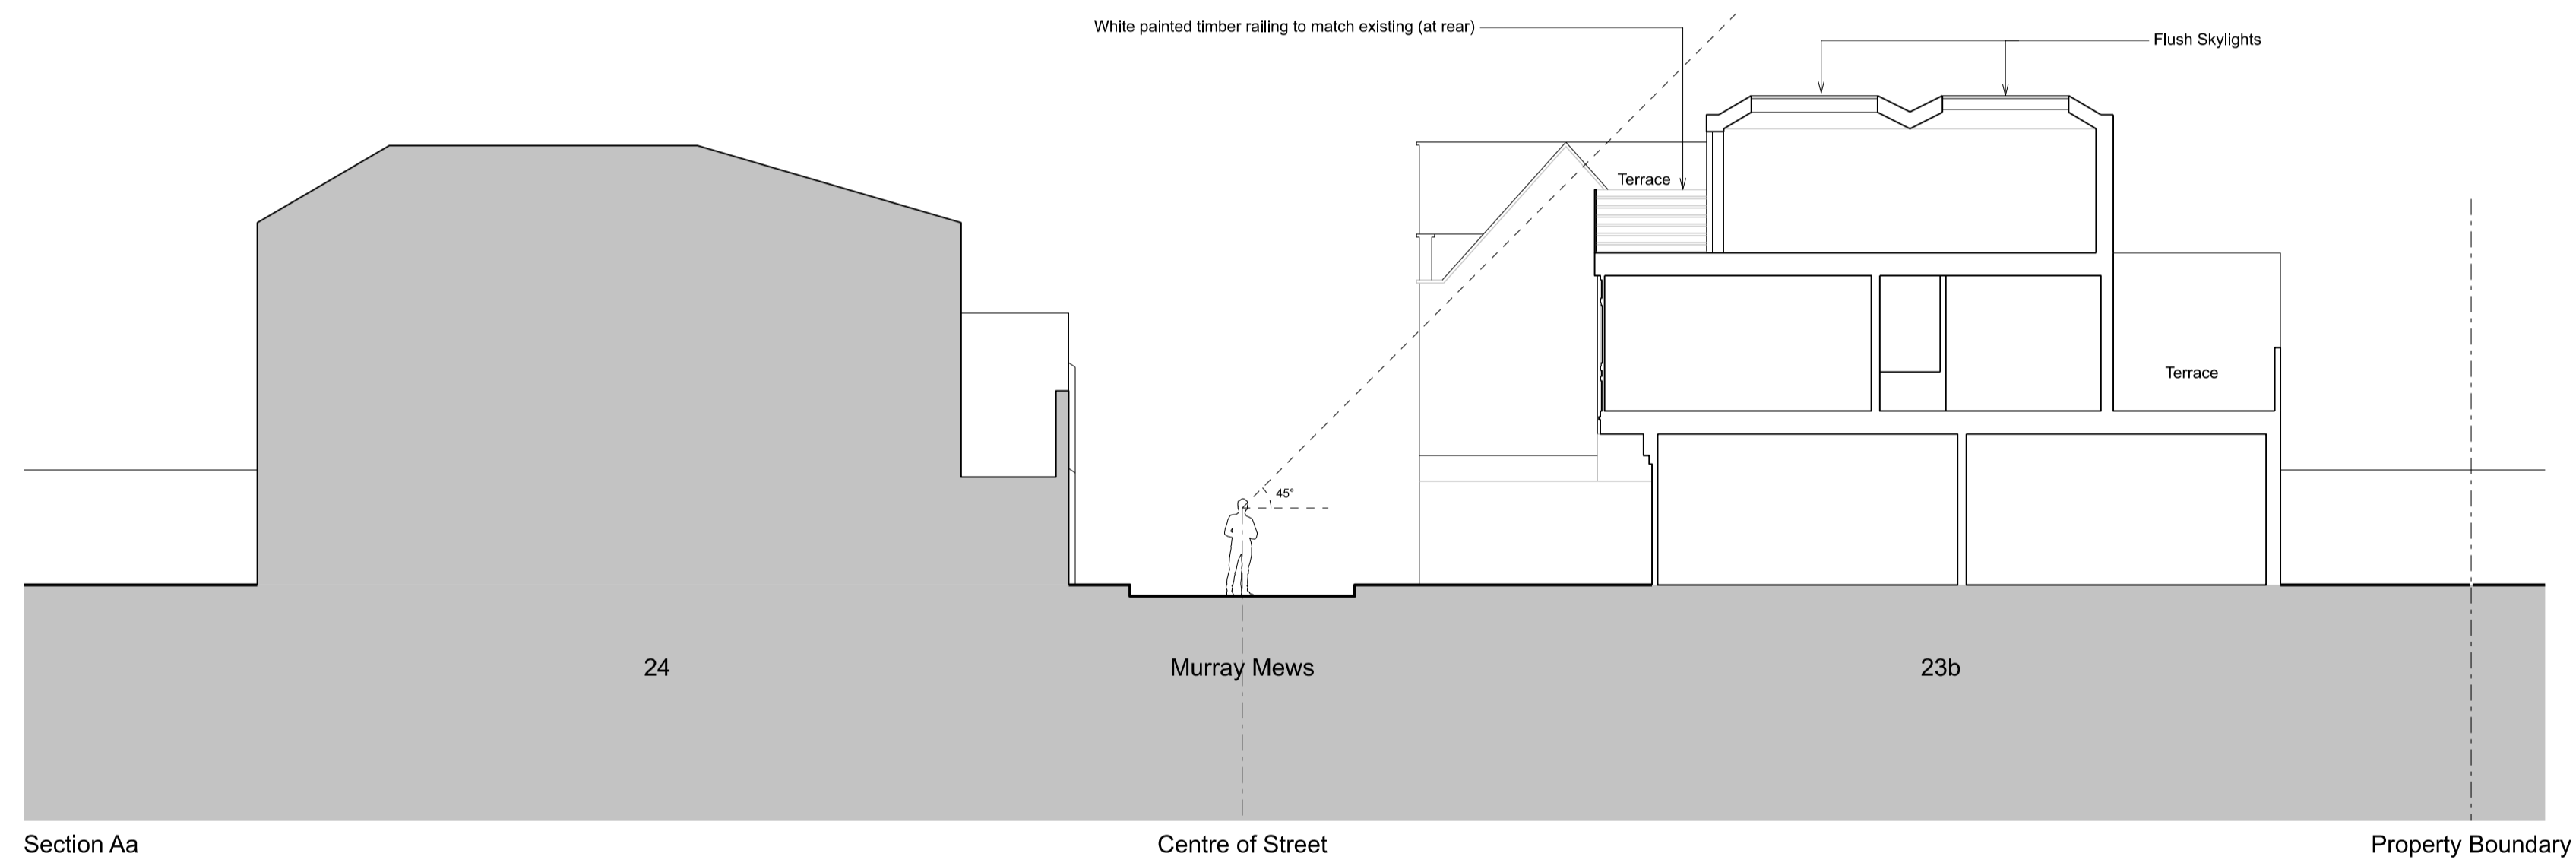 White painted timber railing to match existing (at rear)
Flush Skylights
Terrace
Terrace
45°
24
Murray Mews
23b
Section Aa
Centre of Street
Property Boundary